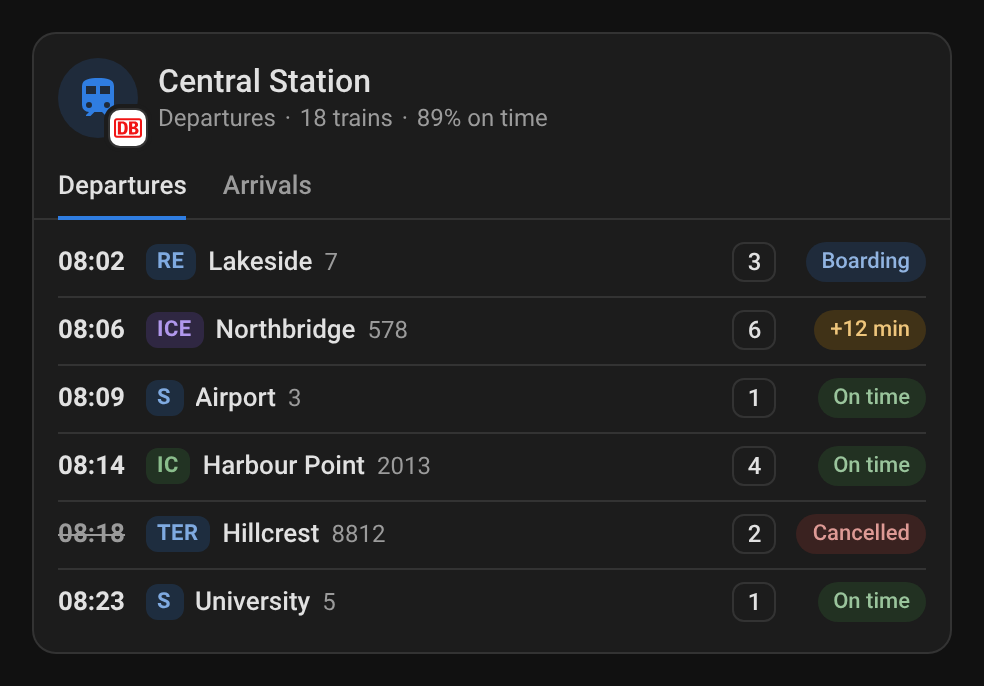 Central Station
DB
Departures · 18 trains · 89% on time
Departures Arrivals
08:02 RE Lakeside 7 3 Boarding
08:06 ICE Northbridge 578 6 +12 min
08:09 S Airport 3 1 On time
08:14 IC Harbour Point 2013 4 On time
08:18 TER Hillcrest 8812 2 Cancelled
08:23 S University 5 1 On time